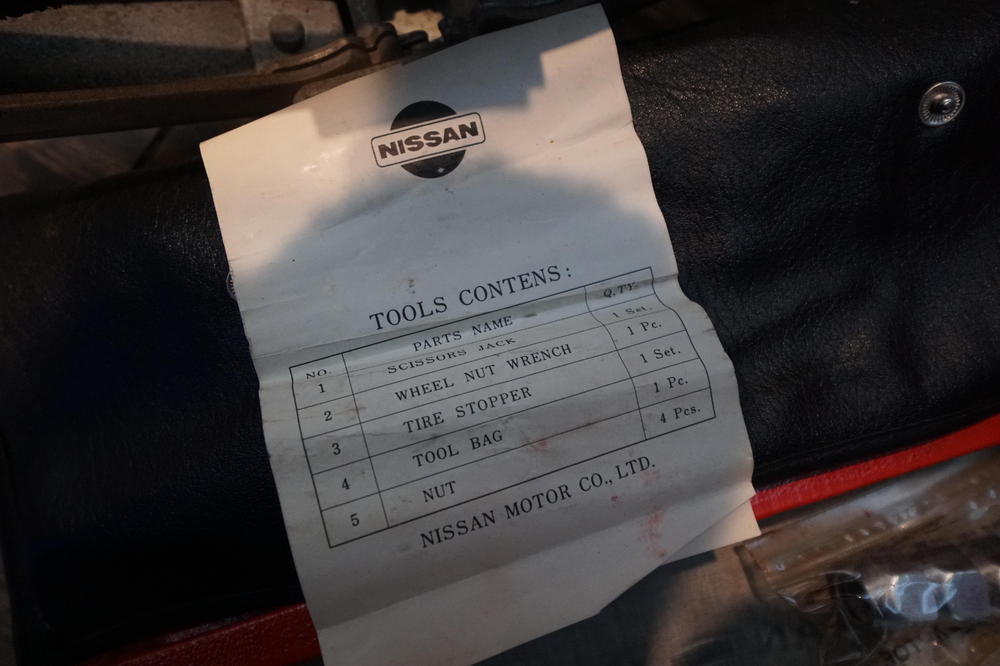 NISSAN
TOOLS CONTENS:
NO. PARTS NAME Q,TY.
1 SCISSORS JACK 1 Set.
2 WHEEL NUT WRENCH 1 Pc.
3 TIRE STOPPER 1 Set.
4 TOOL BAG 1 Pc.
5 NUT 4 Pcs.
NISSAN MOTOR CO., LTD.